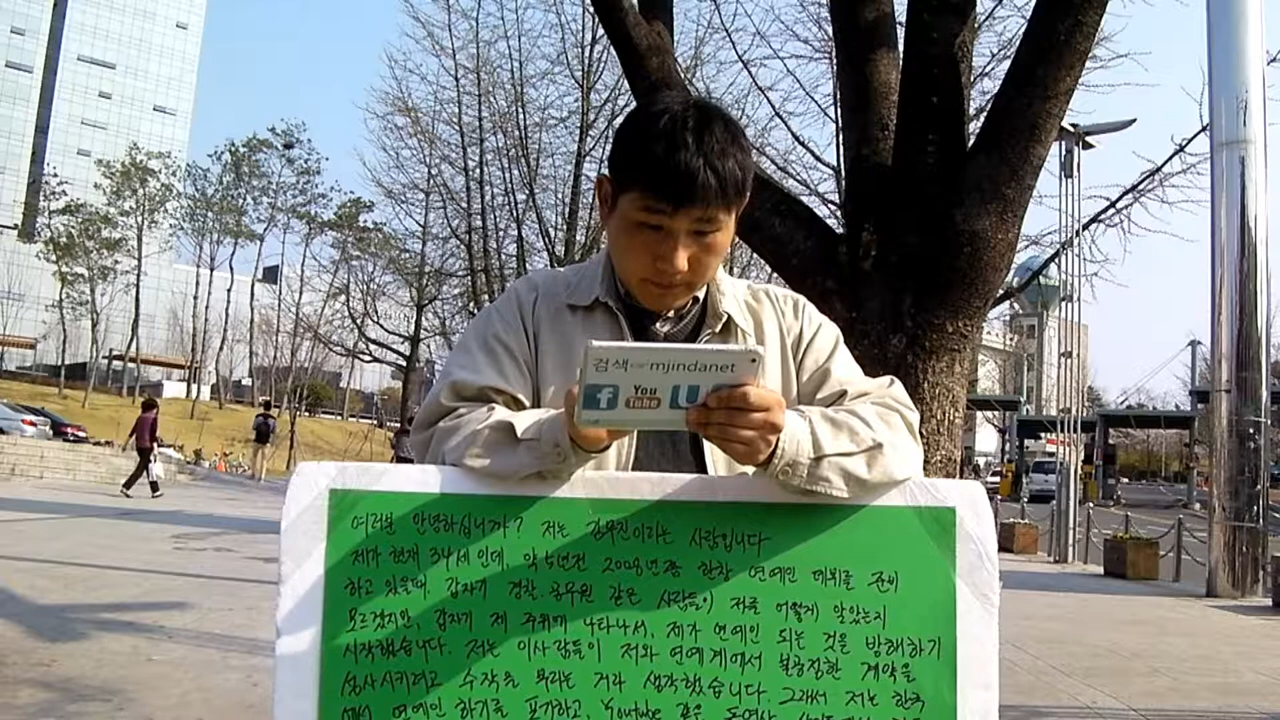 검색 mjindanet
f You Tube U
여러분 안녕하십니까? 저는 김무진이라는 사람입니다
제가 현재 34세인데, 약 5년전 2008년쯤 한창 연예인 데뷔를 준비
하고 있을때, 갑자기 경찰, 공무원 같은 사람들이 저를 어떻게 알았는지
모르겠지만, 갑자기 제 주위에 나타나서, 제가 연예인 되는 것을 방해하기
시작했습니다. 저는 이사람들이 저와 연예계에서 불공정한 계약을
성사시키려고 수작을 부리는 거라 생각했습니다. 그래서 저는 한국
에서 연예인 하기를 포기하고, Youtube 같은 동영상